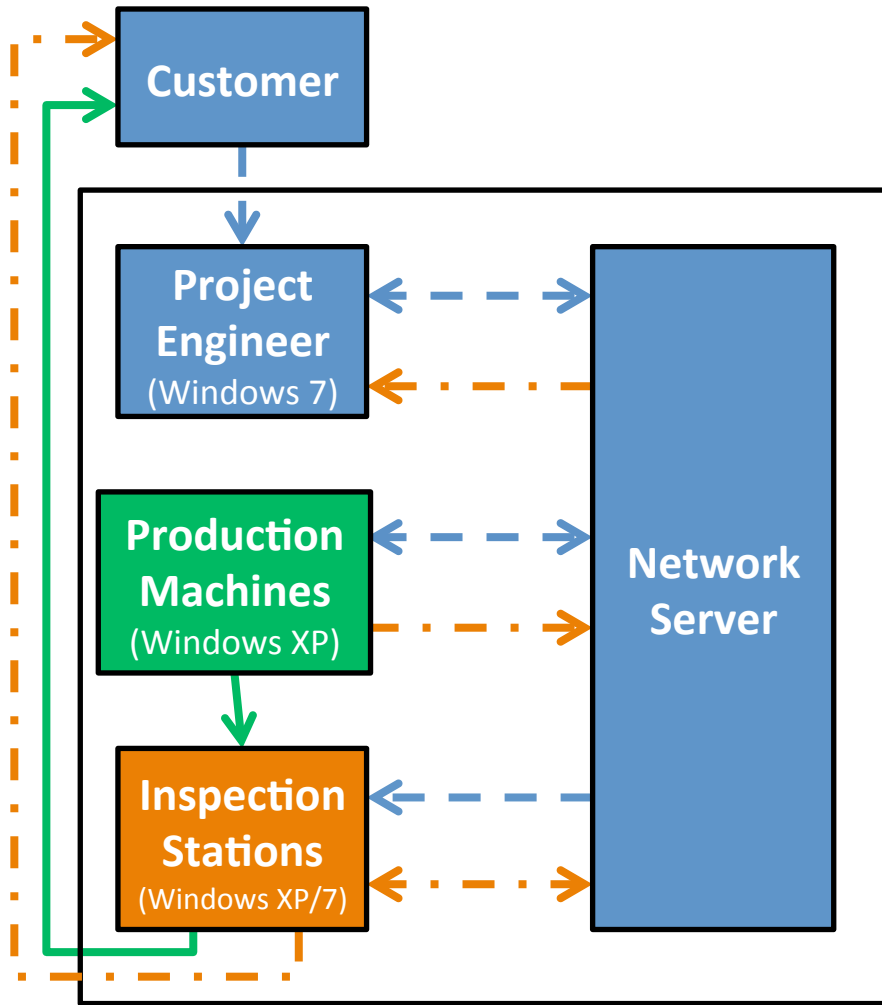 Customer
Project
Engineer
(Windows 7)
Production
Machines
(Windows XP)
Network
Server
Inspection
Stations
(Windows XP/7)